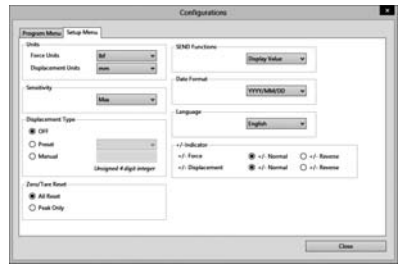 Configurations
Program Menu
Setup Menu
Units
Force Units
lbf
Displacement Units
mm
Sensitivity
Max
Displacement Type
OFF
Preset
Manual
Unsigned 4 digit integer
Zero/Tare Reset
All Reset
Peak Only
SEND Functions
Display Value
Date Format
YYYY/MM/DD
Language
English
+/- Indicator
+/- Force
+/- Normal
+/- Reverse
+/- Displacement
+/- Normal
+/- Reverse
Close